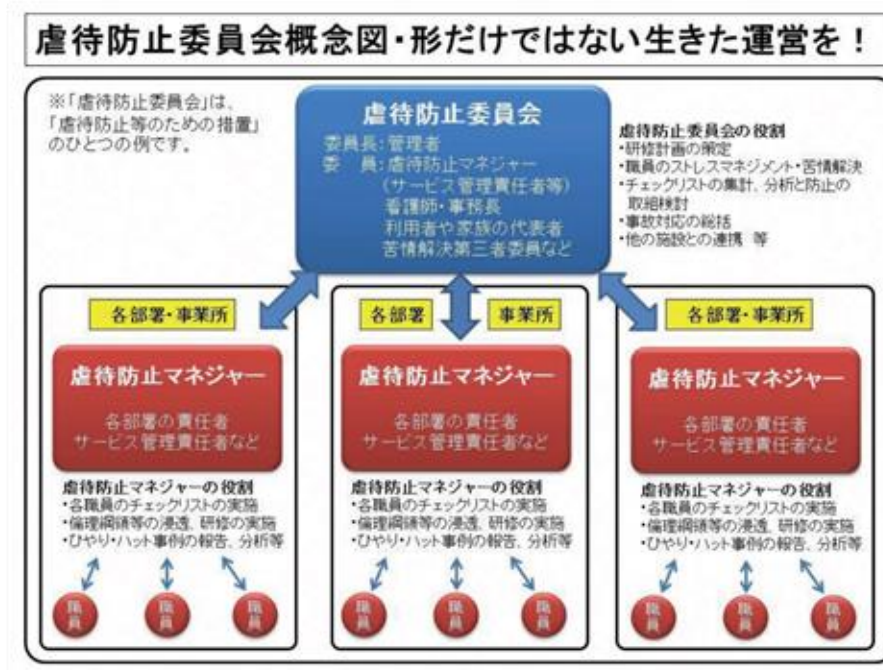 虐待防止委員会概念図・形だけではない生きた運営を！
※「虐待防止委員会」は、
「虐待防止等のための措置」
のひとつの例です。
虐待防止委員会
委員長：管理者
委　員：虐待防止マネジャー
（サービス管理責任者等）
看護師・事務長
利用者や家族の代表者
苦情解決第三者委員など
虐待防止委員会の役割
・研修計画の策定
・職員のストレスマネジメント・苦情解決
・チェックリストの集計、分析と防止の
取組検討
・事故対応の総括
・他の施設との連携 等
各部署・事業所
虐待防止マネジャー
各部署の責任者
サービス管理責任者など
虐待防止マネジャーの役割
・各職員のチェックリストの実施
・倫理綱領等の浸透、研修の実施
・ひやり・ハット事例の報告、分析等
職員
職員
職員
各部署
事業所
虐待防止マネジャー
各部署の責任者
サービス管理責任者など
虐待防止マネジャーの役割
・各職員のチェックリストの実施
・倫理綱領等の浸透、研修の実施
・ひやり・ハット事例の報告、分析等
職員
職員
職員
各部署・事業所
虐待防止マネジャー
各部署の責任者
サービス管理責任者など
虐待防止マネジャーの役割
・各職員のチェックリストの実施
・倫理綱領等の浸透、研修の実施
・ひやり・ハット事例の報告、分析等
職員
職員
職員